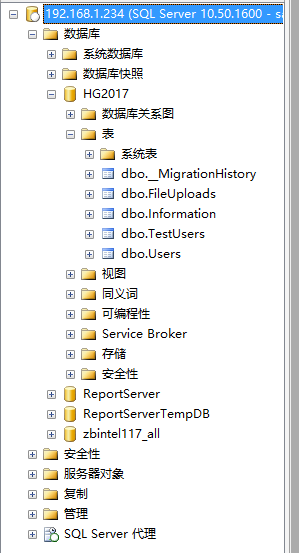 192.168.1.234 (SQL Server 10.50.1600 - sa
数据库
系统数据库
数据库快照
HG2017
数据库关系图
表
系统表
dbo.__MigrationHistory
dbo.FileUploads
dbo.Information
dbo.TestUsers
dbo.Users
视图
同义词
可编程性
Service Broker
存储
安全性
ReportServer
ReportServerTempDB
zbintel117_all
安全性
服务器对象
复制
管理
SQL Server 代理